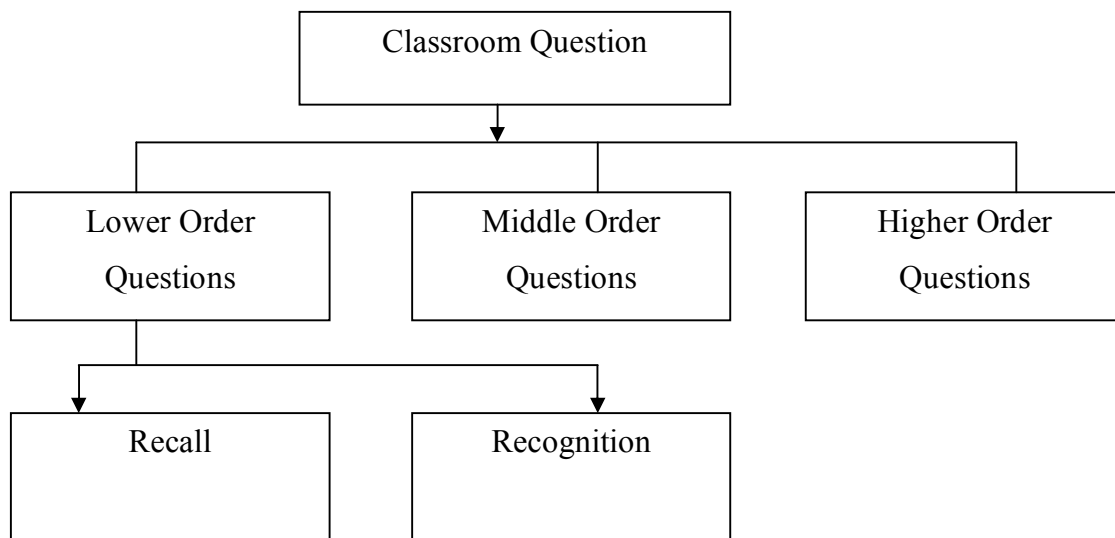 Classroom Question
Lower Order
Questions
Middle Order
Questions
Higher Order
Questions
Recall
Recognition